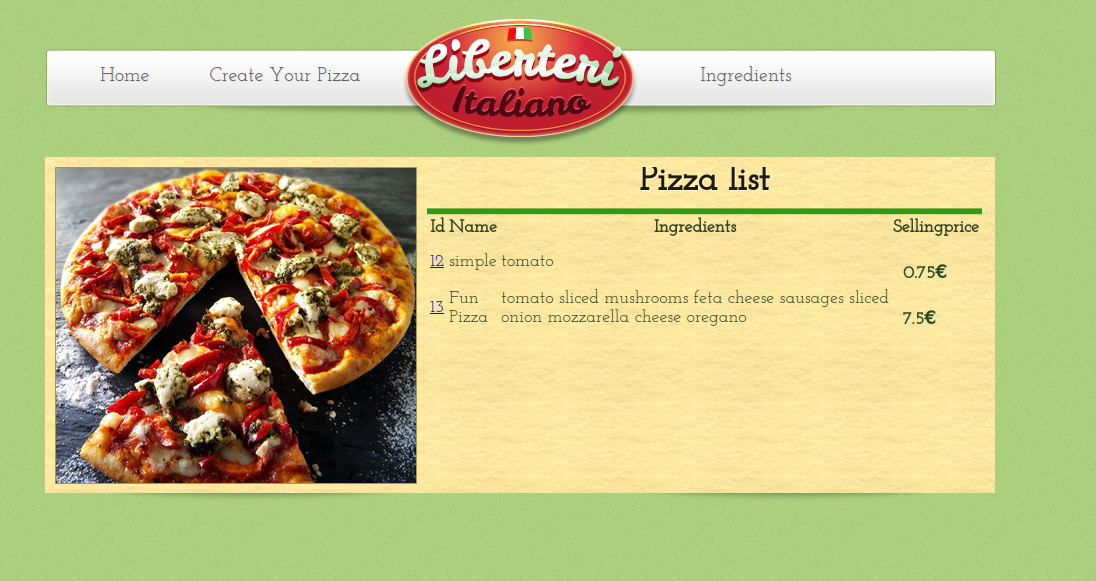 Home
Create Your Pizza
Liberteri
Italiano
Ingredients
Pizza list
Id Name Ingredients Sellingprice
12 simple tomato 0.75€
13 Fun Pizza tomato sliced mushrooms feta cheese sausages sliced
onion mozzarella cheese oregano 7.5€